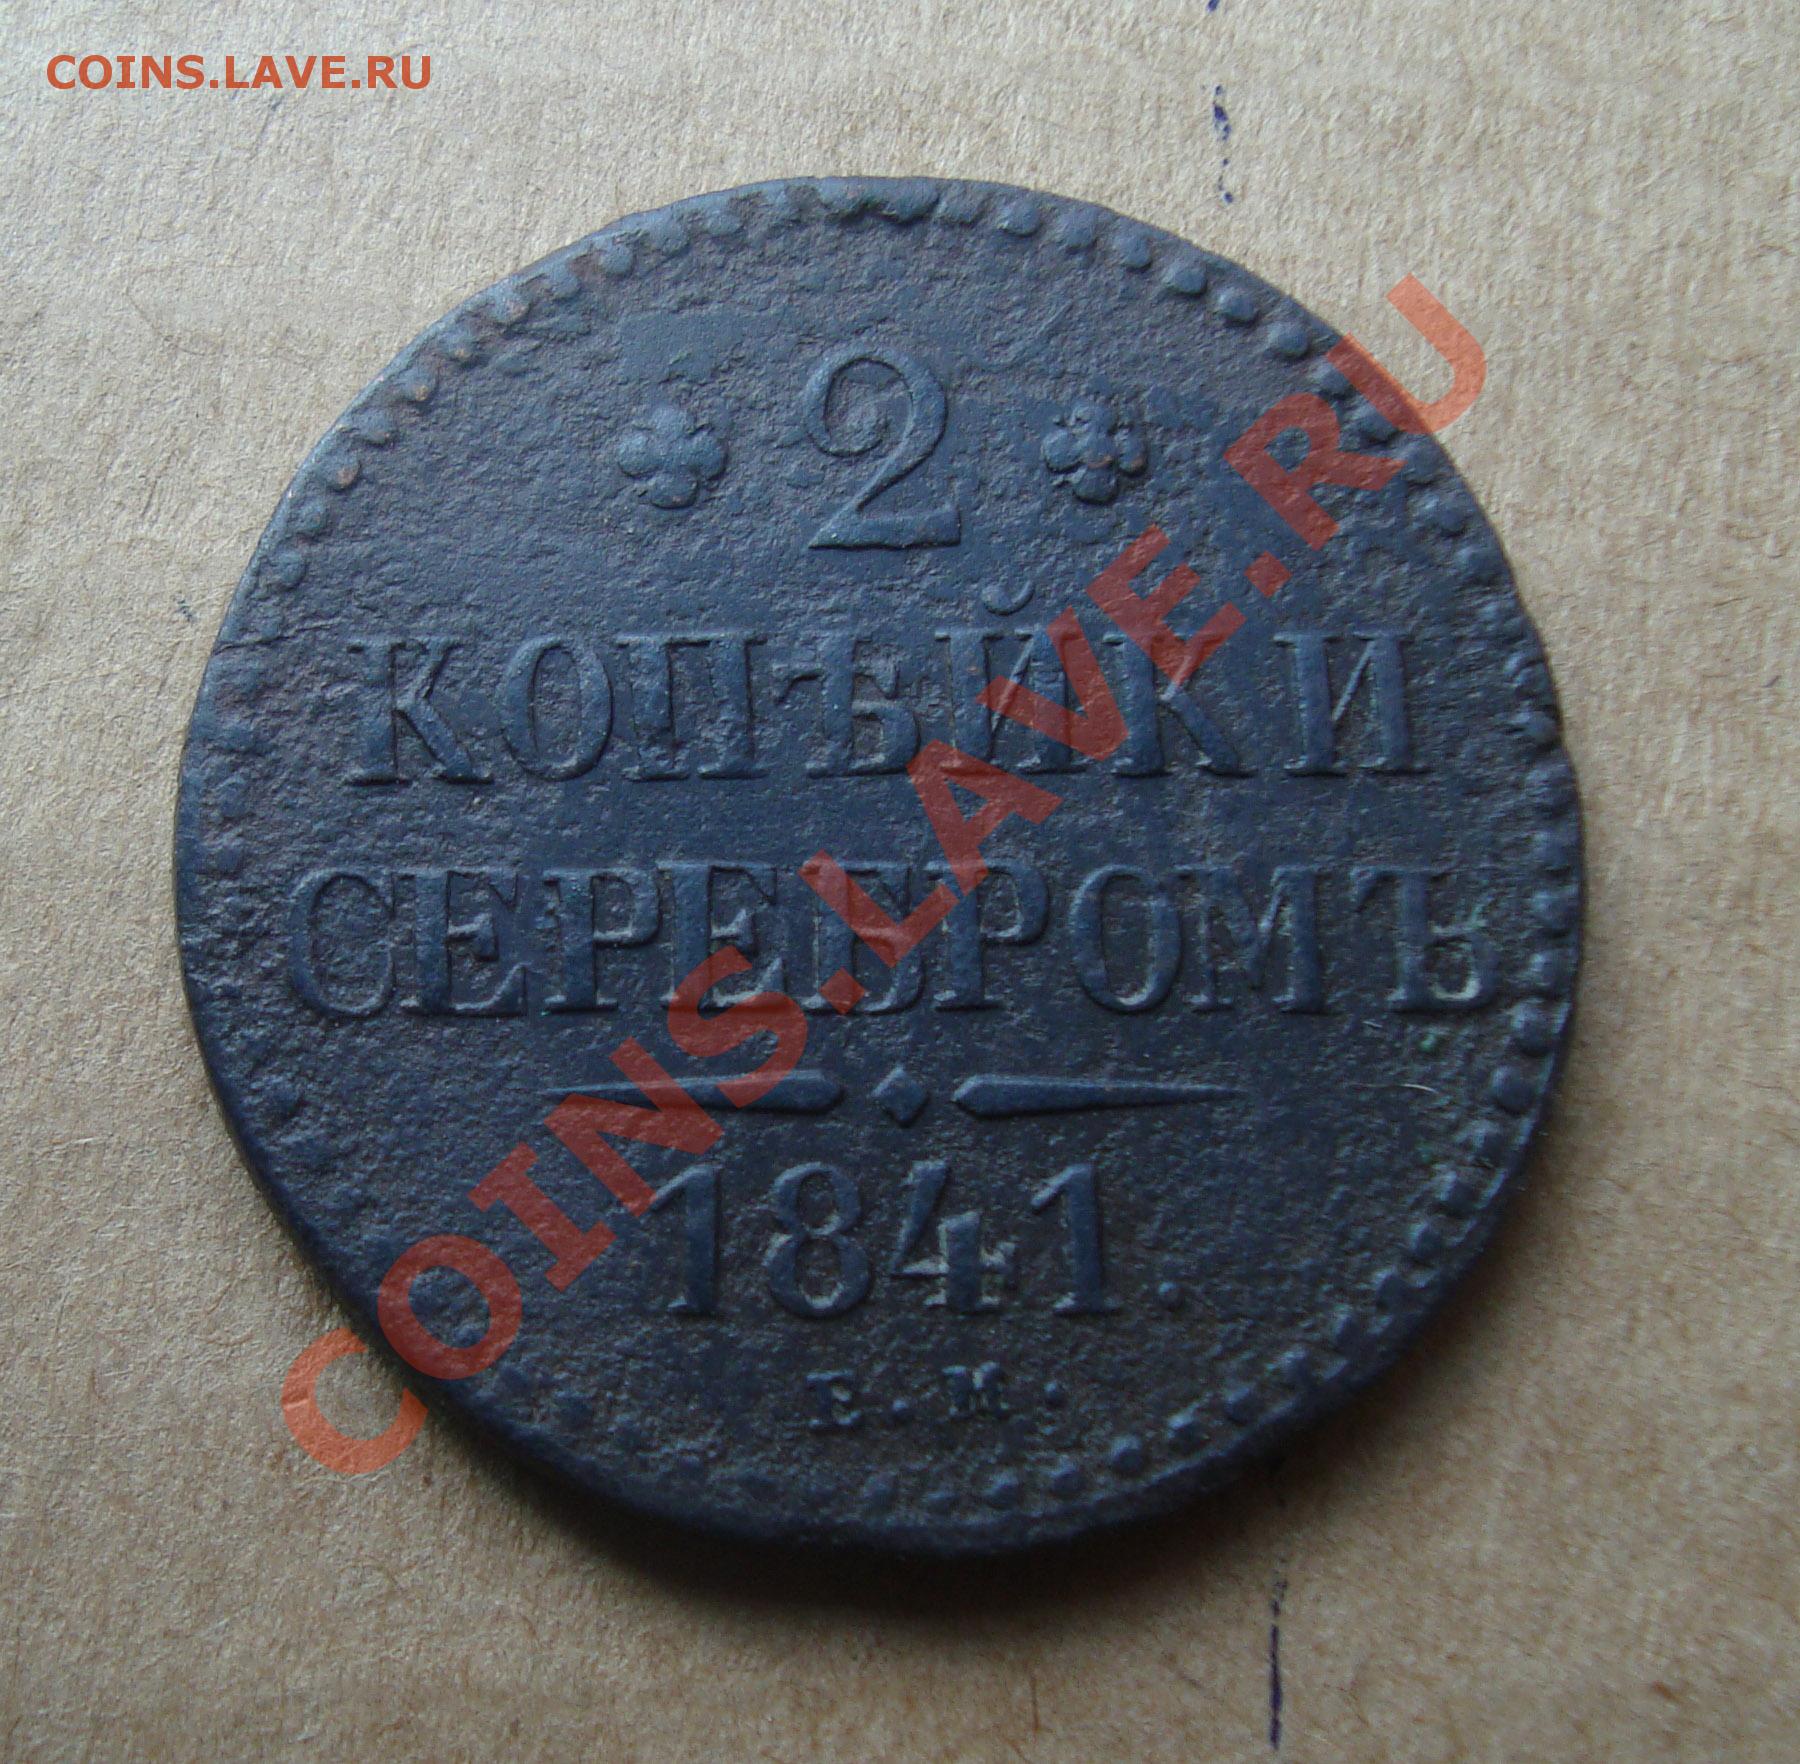 COINS.LAVE.RU
2
КОПѢЙКИ
СЕРЕБРОМЪ
1841.
Е.М.
COINS.LAVE.RU